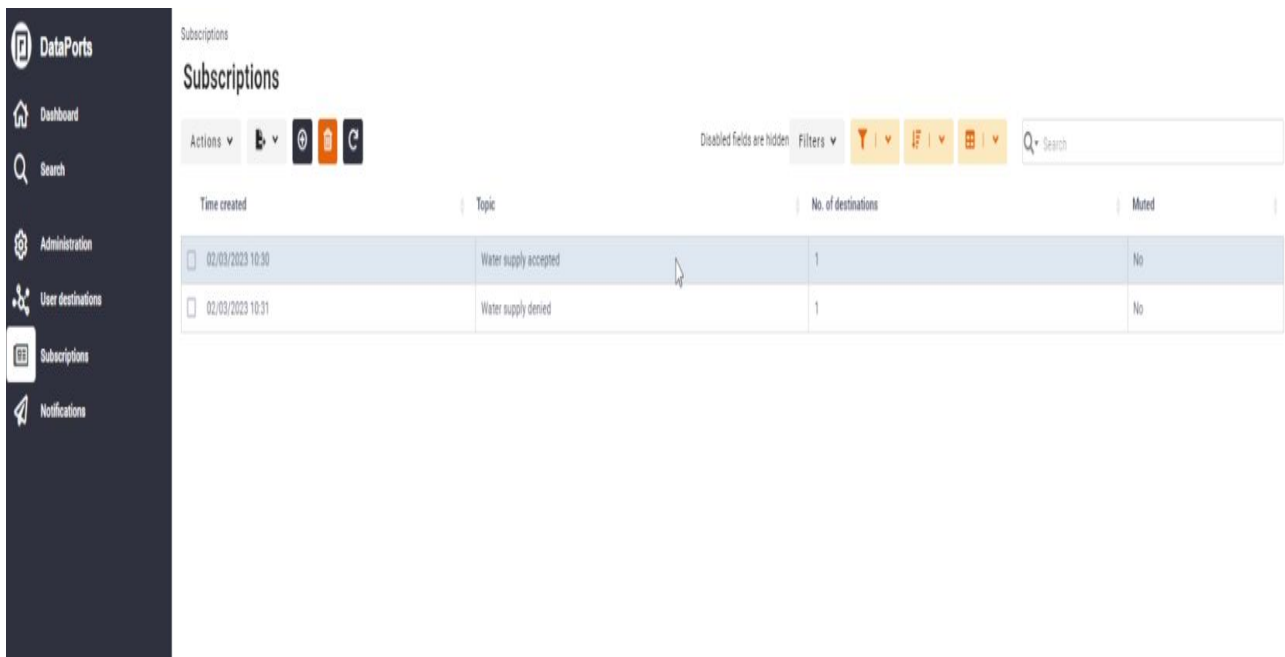 DataPorts
Dashboard
Search
Administration
User destinations
Subscriptions
Notifications
Subscriptions
Subscriptions
Actions
Disabled fields are hidden Filters
Search
Time created Topic No. of destinations Muted
02/03/2023 10:30 Water supply accepted 1 No
02/03/2023 10:31 Water supply denied 1 No